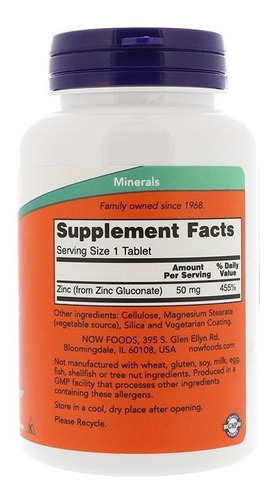 Minerals
Family owned since 1968.
Supplement Facts
Serving Size 1 Tablet
Amount Per Serving
% Daily Value
Zinc (from Zinc Gluconate) 50 mg 455%
Other ingredients: Cellulose, Magnesium Stearate
(vegetable source), Silica and Vegetarian Coating.
NOW FOODS, 395 S. Glen Ellyn Rd.
Bloomingdale, IL 60108, USA nowfoods.com
Not manufactured with wheat, gluten, soy, milk, egg,
fish, shellfish or tree nut ingredients. Produced in a
GMP facility that processes other ingredients
containing these allergens.
Store in a cool, dry place after opening.
Please Recycle.
GMP